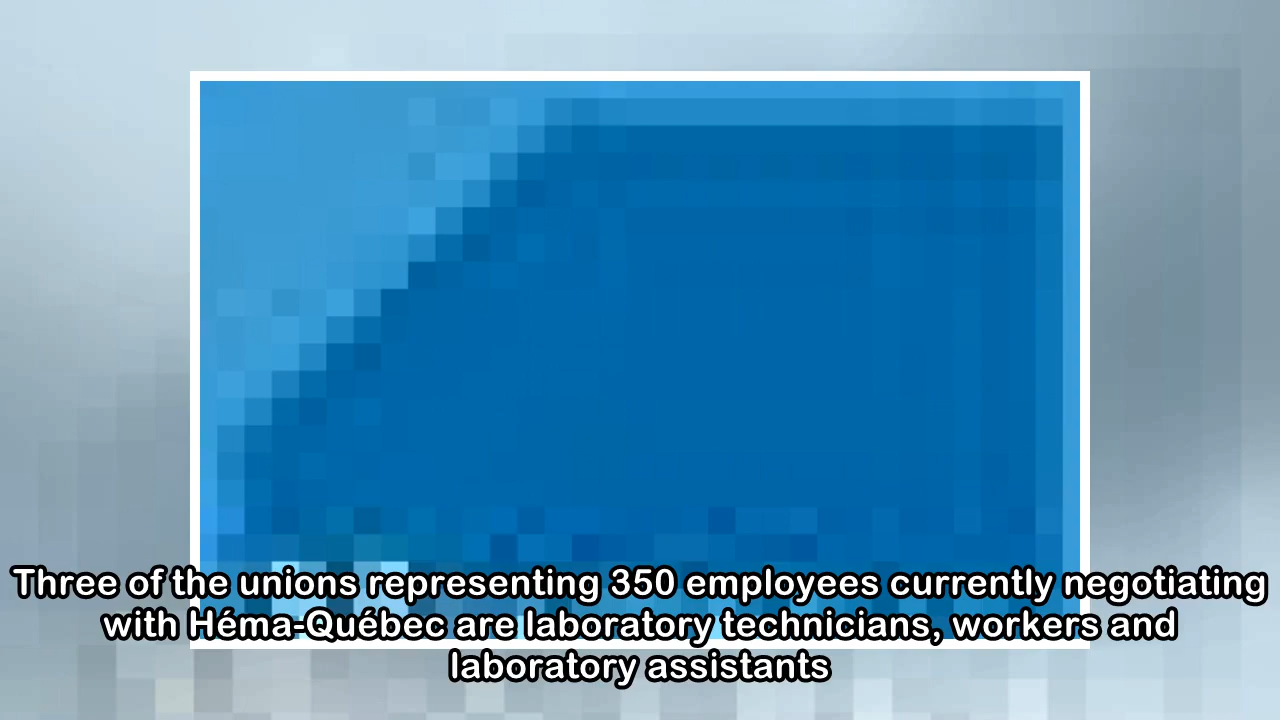 Three of the unions representing 350 employees currently negotiating
with Héma-Québec are laboratory technicians, workers and
laboratory assistants